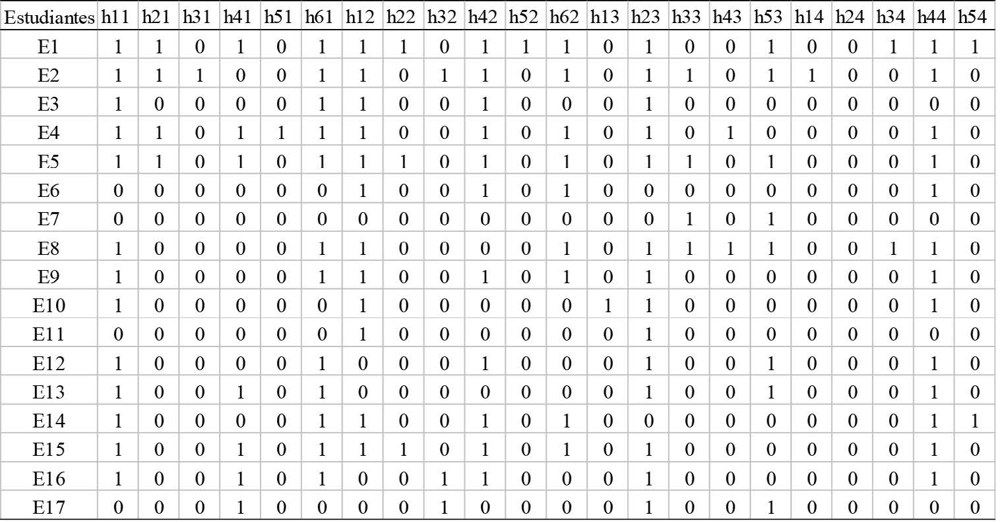 Estudiantes h11 h21 h31 h41 h51 h61 h12 h22 h32 h42 h52 h62 h13 h23 h33 h43 h53 h14 h24 h34 h44 h54
E1 1 1 0 1 0 1 1 1 0 1 1 1 0 1 0 0 1 0 0 1 1 1
E2 1 1 1 0 0 1 1 0 1 1 0 1 0 1 1 0 1 1 0 0 1 0
E3 1 0 0 0 0 1 1 0 0 1 0 0 0 1 0 0 0 0 0 0 0 0
E4 1 1 0 1 1 1 1 0 0 1 0 1 0 1 0 1 0 0 0 0 1 0
E5 1 1 0 1 0 1 1 1 0 1 0 1 0 1 1 0 1 0 0 0 1 0
E6 0 0 0 0 0 0 1 0 0 1 0 1 0 0 0 0 0 0 0 0 1 0
E7 0 0 0 0 0 0 0 0 0 0 0 0 0 0 1 0 1 0 0 0 0 0
E8 1 0 0 0 0 1 1 0 0 0 0 1 0 1 1 1 1 0 0 1 1 0
E9 1 0 0 0 0 1 1 0 0 1 0 1 0 1 0 0 0 0 0 0 1 0
E10 1 0 0 0 0 0 1 0 0 0 0 0 1 1 0 0 0 0 0 0 1 0
E11 0 0 0 0 0 0 1 0 0 0 0 0 0 1 0 0 0 0 0 0 0 0
E12 1 0 0 0 0 1 0 0 0 1 0 0 0 1 0 0 1 0 0 0 1 0
E13 1 0 0 1 0 1 0 0 0 0 0 0 0 1 0 0 1 0 0 0 1 0
E14 1 0 0 0 0 1 1 0 0 1 0 1 0 0 0 0 0 0 0 0 1 1
E15 1 0 0 1 0 1 1 1 0 1 0 1 0 1 0 0 0 0 0 0 1 0
E16 1 0 0 1 0 1 0 0 1 1 0 0 0 1 0 0 0 0 0 0 1 0
E17 0 0 0 1 0 0 0 0 1 0 0 0 0 1 0 0 1 0 0 0 0 0